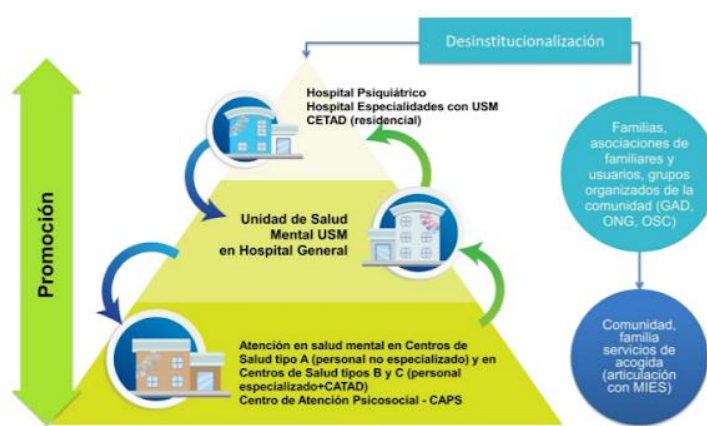 Desinstitucionalización
Hospital Psiquiátrico
Hospital Especialidades con USM
CETAD (residencial)
Promoción
Unidad de Salud
Mental USM
en Hospital General
Familias,
asociaciones de
familiares y
usuarios, grupos
organizados de la
comunidad (GAD,
ONG, OSC)
Atención en salud mental en Centros de
Salud tipo A (personal no especializado) y en
Centros de Salud tipos B y C (personal
especializado+CATAD)
Centro de Atención Psicosocial - CAPS
Comunidad,
familia
servicios de
acogida
(articulación
con MIES)